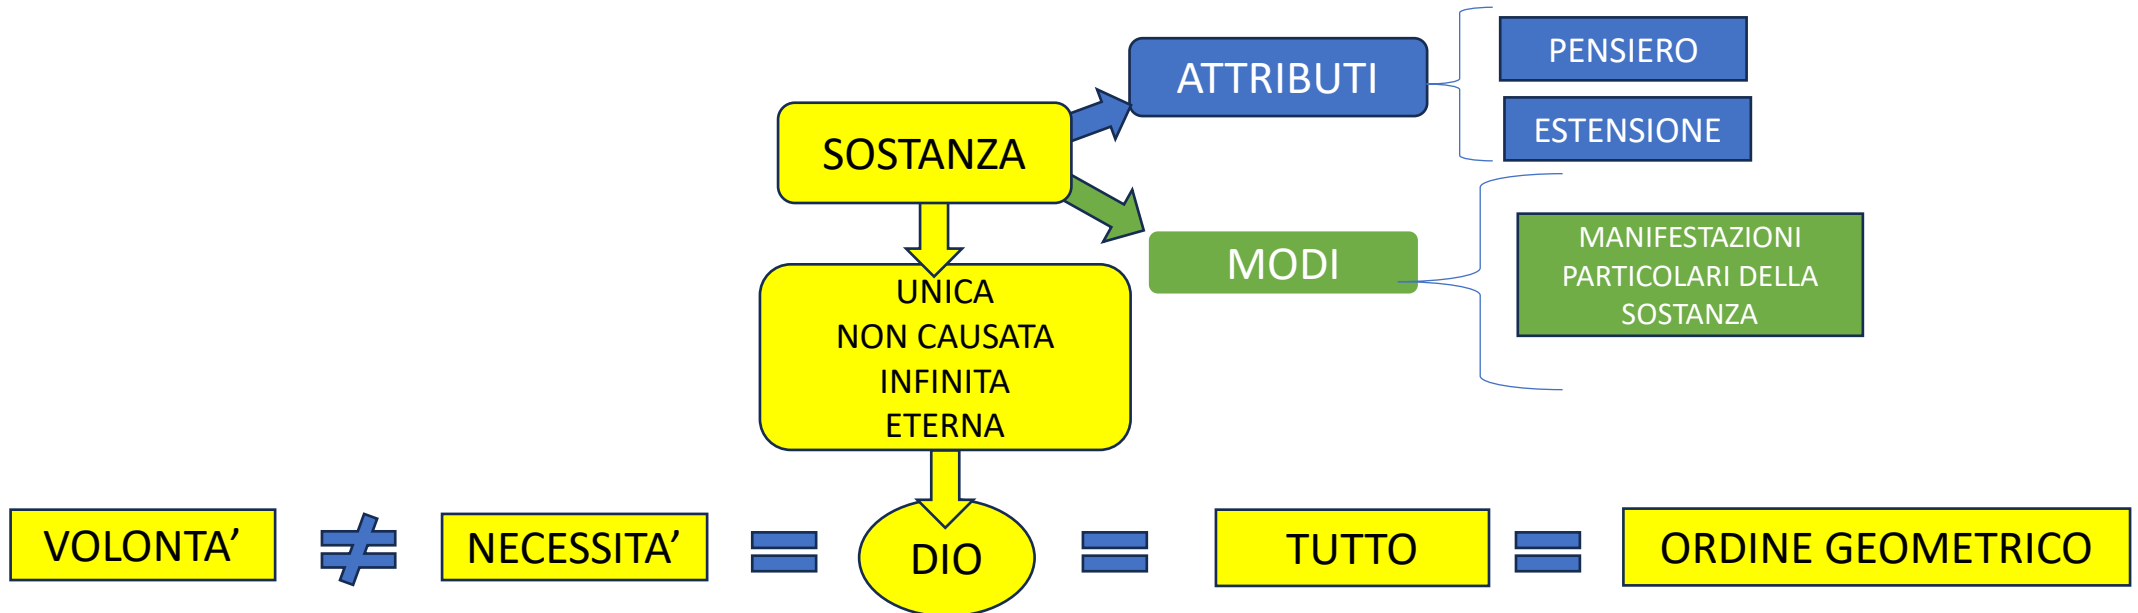 PENSIERO
ATTRIBUTI
ESTENSIONE
SOSTANZA
MANIFESTAZIONI
PARTICOLARI DELLA
SOSTANZA
MODI
UNICA
NON CAUSATA
INFINITA
ETERNA
VOLONTA’ ≠ NECESSITA’ = DIO = TUTTO = ORDINE GEOMETRICO